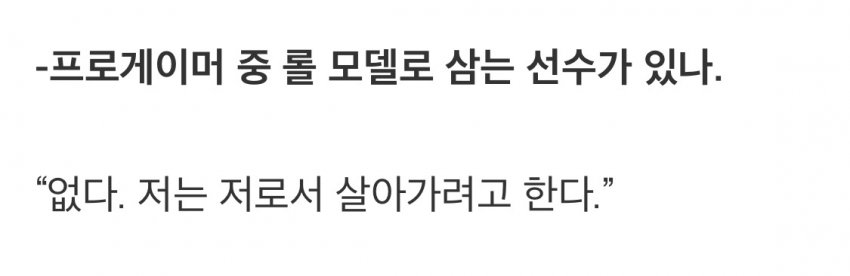 -프로게이머 중 롤 모델로 삼는 선수가 있나.
“없다. 저는 저로서 살아가려고 한다.”